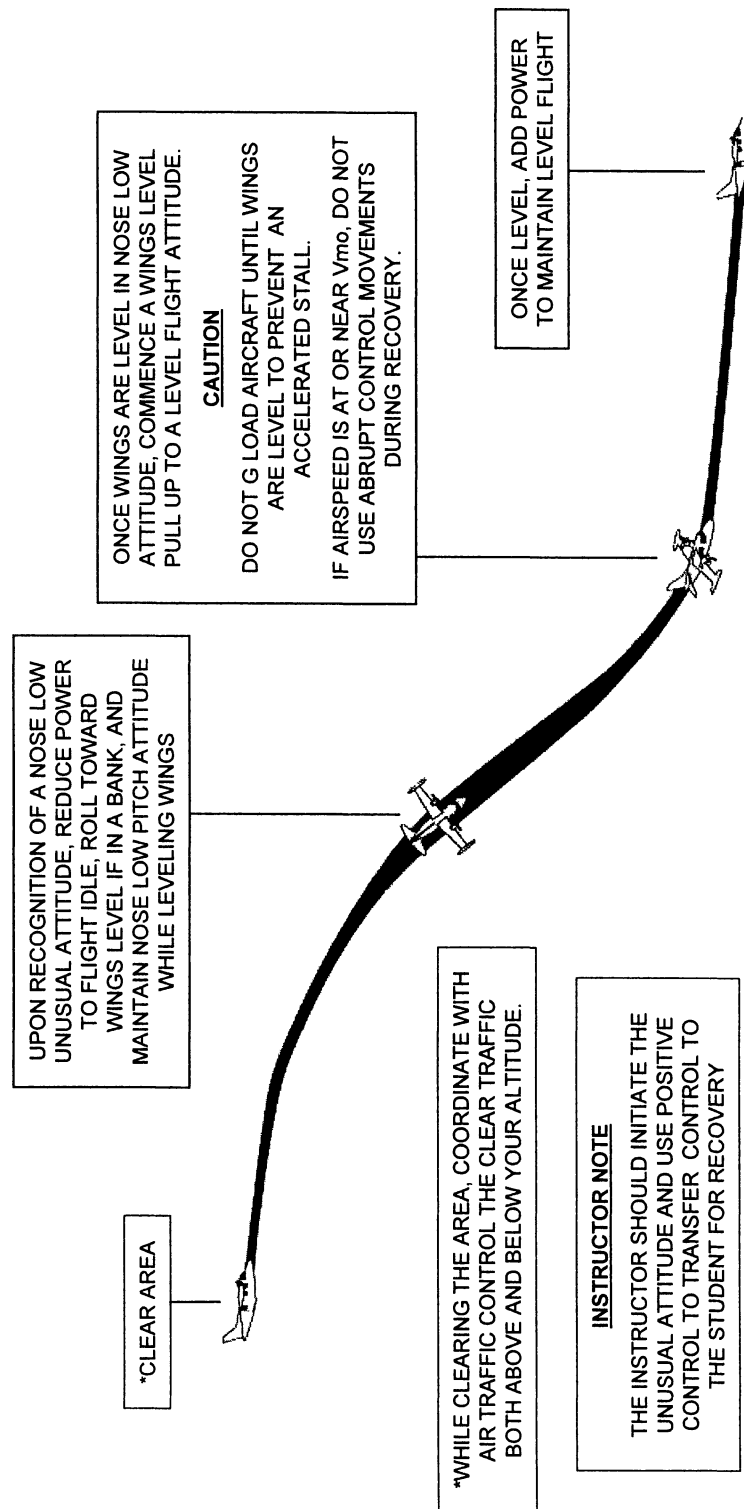 *CLEAR AREA
UPON RECOGNITION OF A NOSE LOW
UNUSUAL ATTITUDE, REDUCE POWER
TO FLIGHT IDLE, ROLL TOWARD
WINGS LEVEL IF IN A BANK, AND
MAINTAIN NOSE LOW PITCH ATTITUDE
WHILE LEVELING WINGS
ONCE WINGS ARE LEVEL IN NOSE LOW
ATTITUDE, COMMENCE A WINGS LEVEL
PULL UP TO A LEVEL FLIGHT ATTITUDE.
CAUTION
DO NOT G LOAD AIRCRAFT UNTIL WINGS
ARE LEVEL TO PREVENT AN
ACCELERATED STALL.
IF AIRSPEED IS AT OR NEAR Vmo, DO NOT
USE ABRUPT CONTROL MOVEMENTS
DURING RECOVERY.
ONCE LEVEL, ADD POWER
TO MAINTAIN LEVEL FLIGHT
*WHILE CLEARING THE AREA, COORDINATE WITH
AIR TRAFFIC CONTROL THE CLEAR TRAFFIC
BOTH ABOVE AND BELOW YOUR ALTITUDE.
INSTRUCTOR NOTE
THE INSTRUCTOR SHOULD INITIATE THE
UNUSUAL ATTITUDE AND USE POSITIVE
CONTROL TO TRANSFER CONTROL TO
THE STUDENT FOR RECOVERY